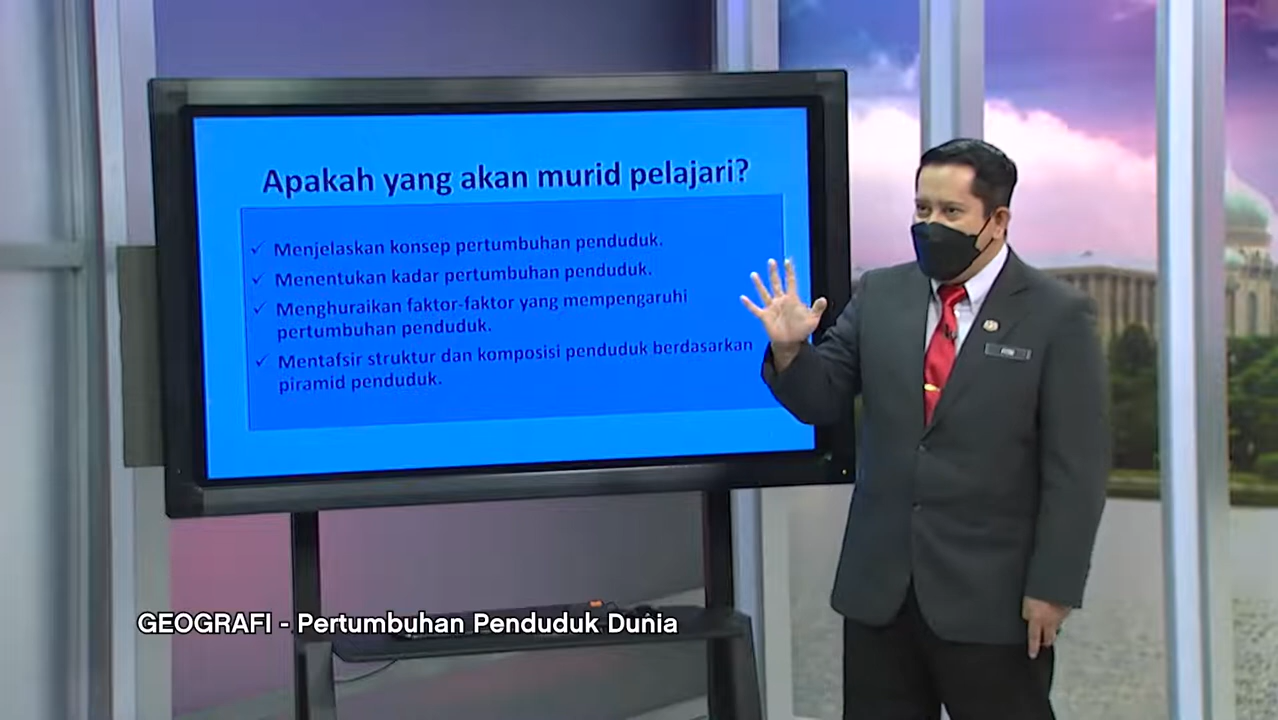 Apakah yang akan murid pelajari?
✓ Menjelaskan konsep pertumbuhan penduduk.
✓ Menentukan kadar pertumbuhan penduduk.
✓ Menghuraikan faktor-faktor yang mempengaruhi
pertumbuhan penduduk.
✓ Mentafsir struktur dan komposisi penduduk berdasarkan
piramid penduduk.
GEOGRAFI - Pertumbuhan Penduduk Dunia